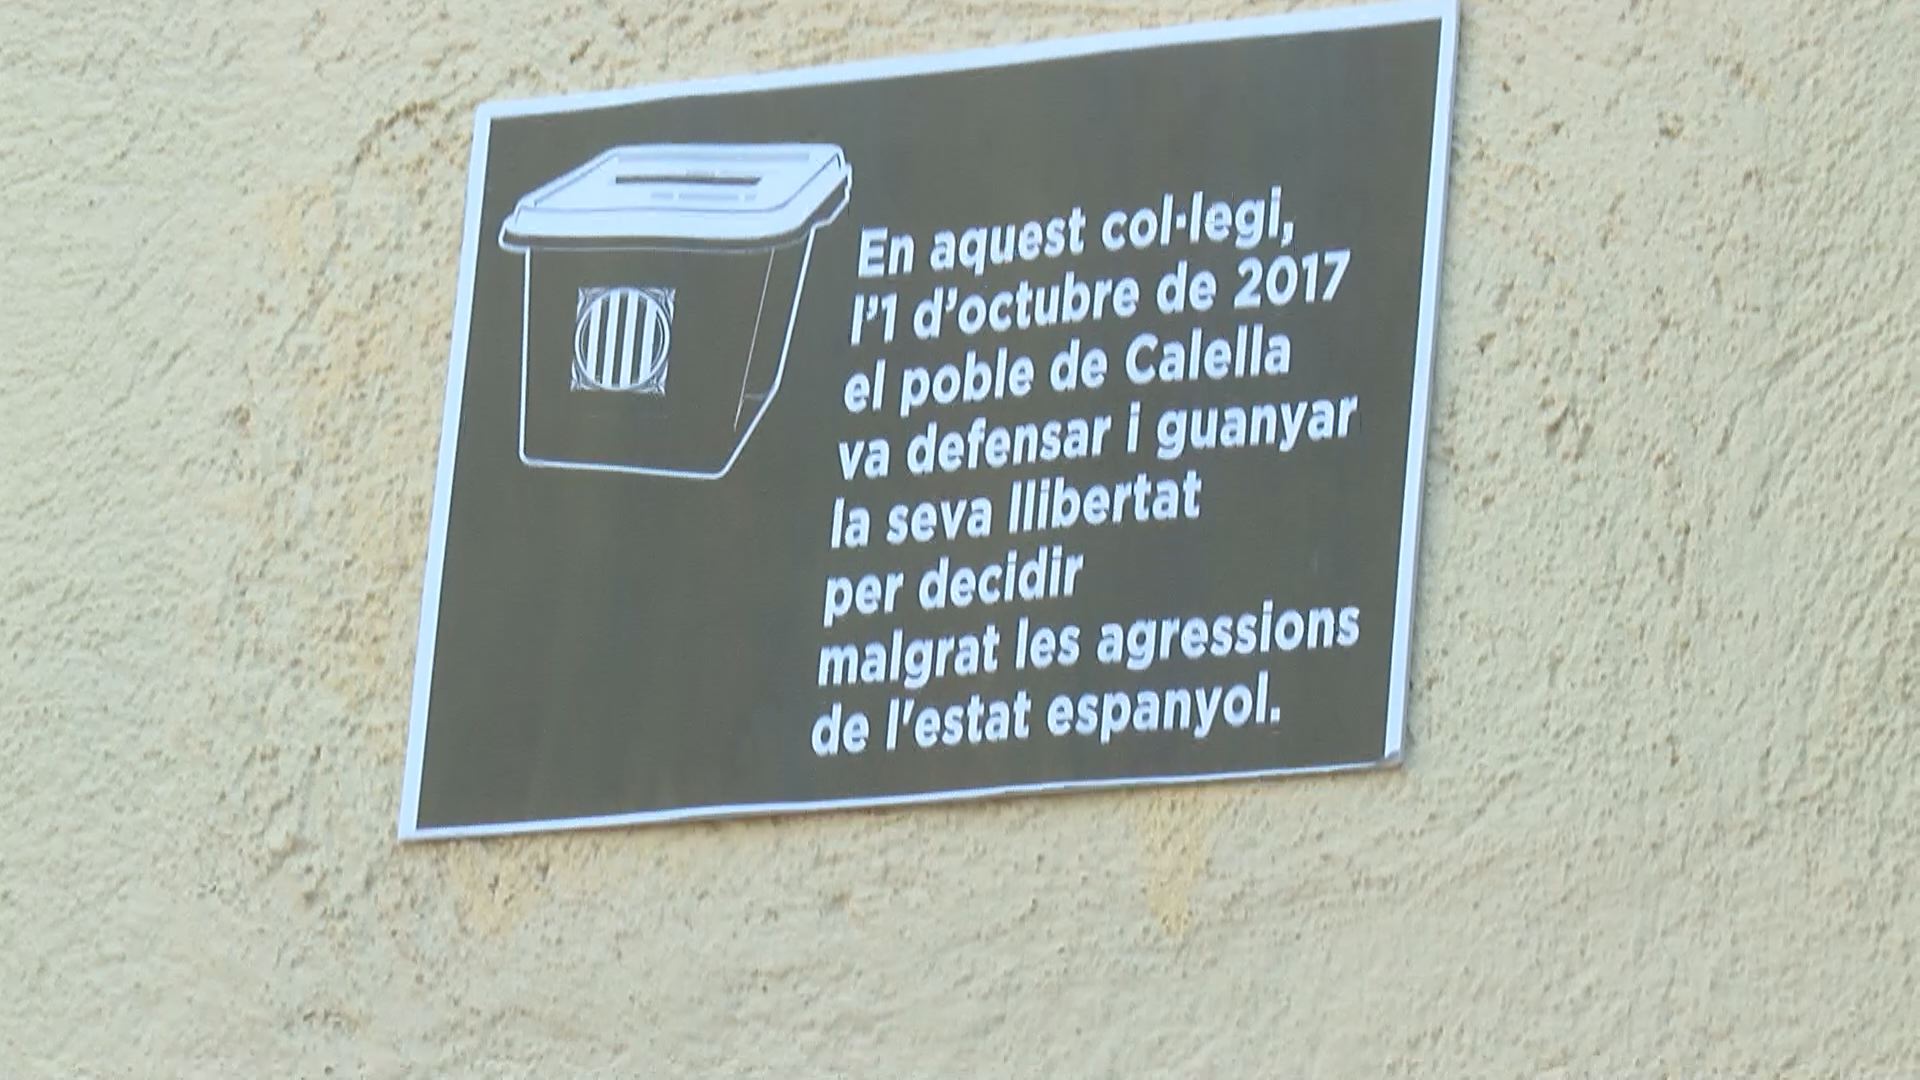 En aquest col·legi,
l'1 d'octubre de 2017
el poble de Calella
va defensar i guanyar
la seva llibertat
per decidir
malgrat les agressions
de l'estat espanyol.